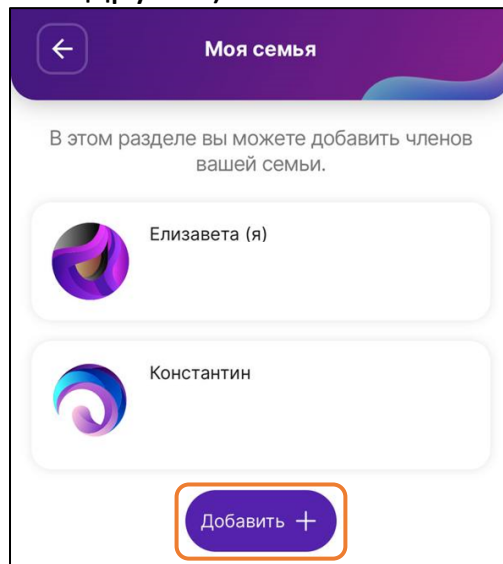 Моя семья
В этом разделе вы можете добавить членов
вашей семьи.
Елизавета (я)
Константин
Добавить +